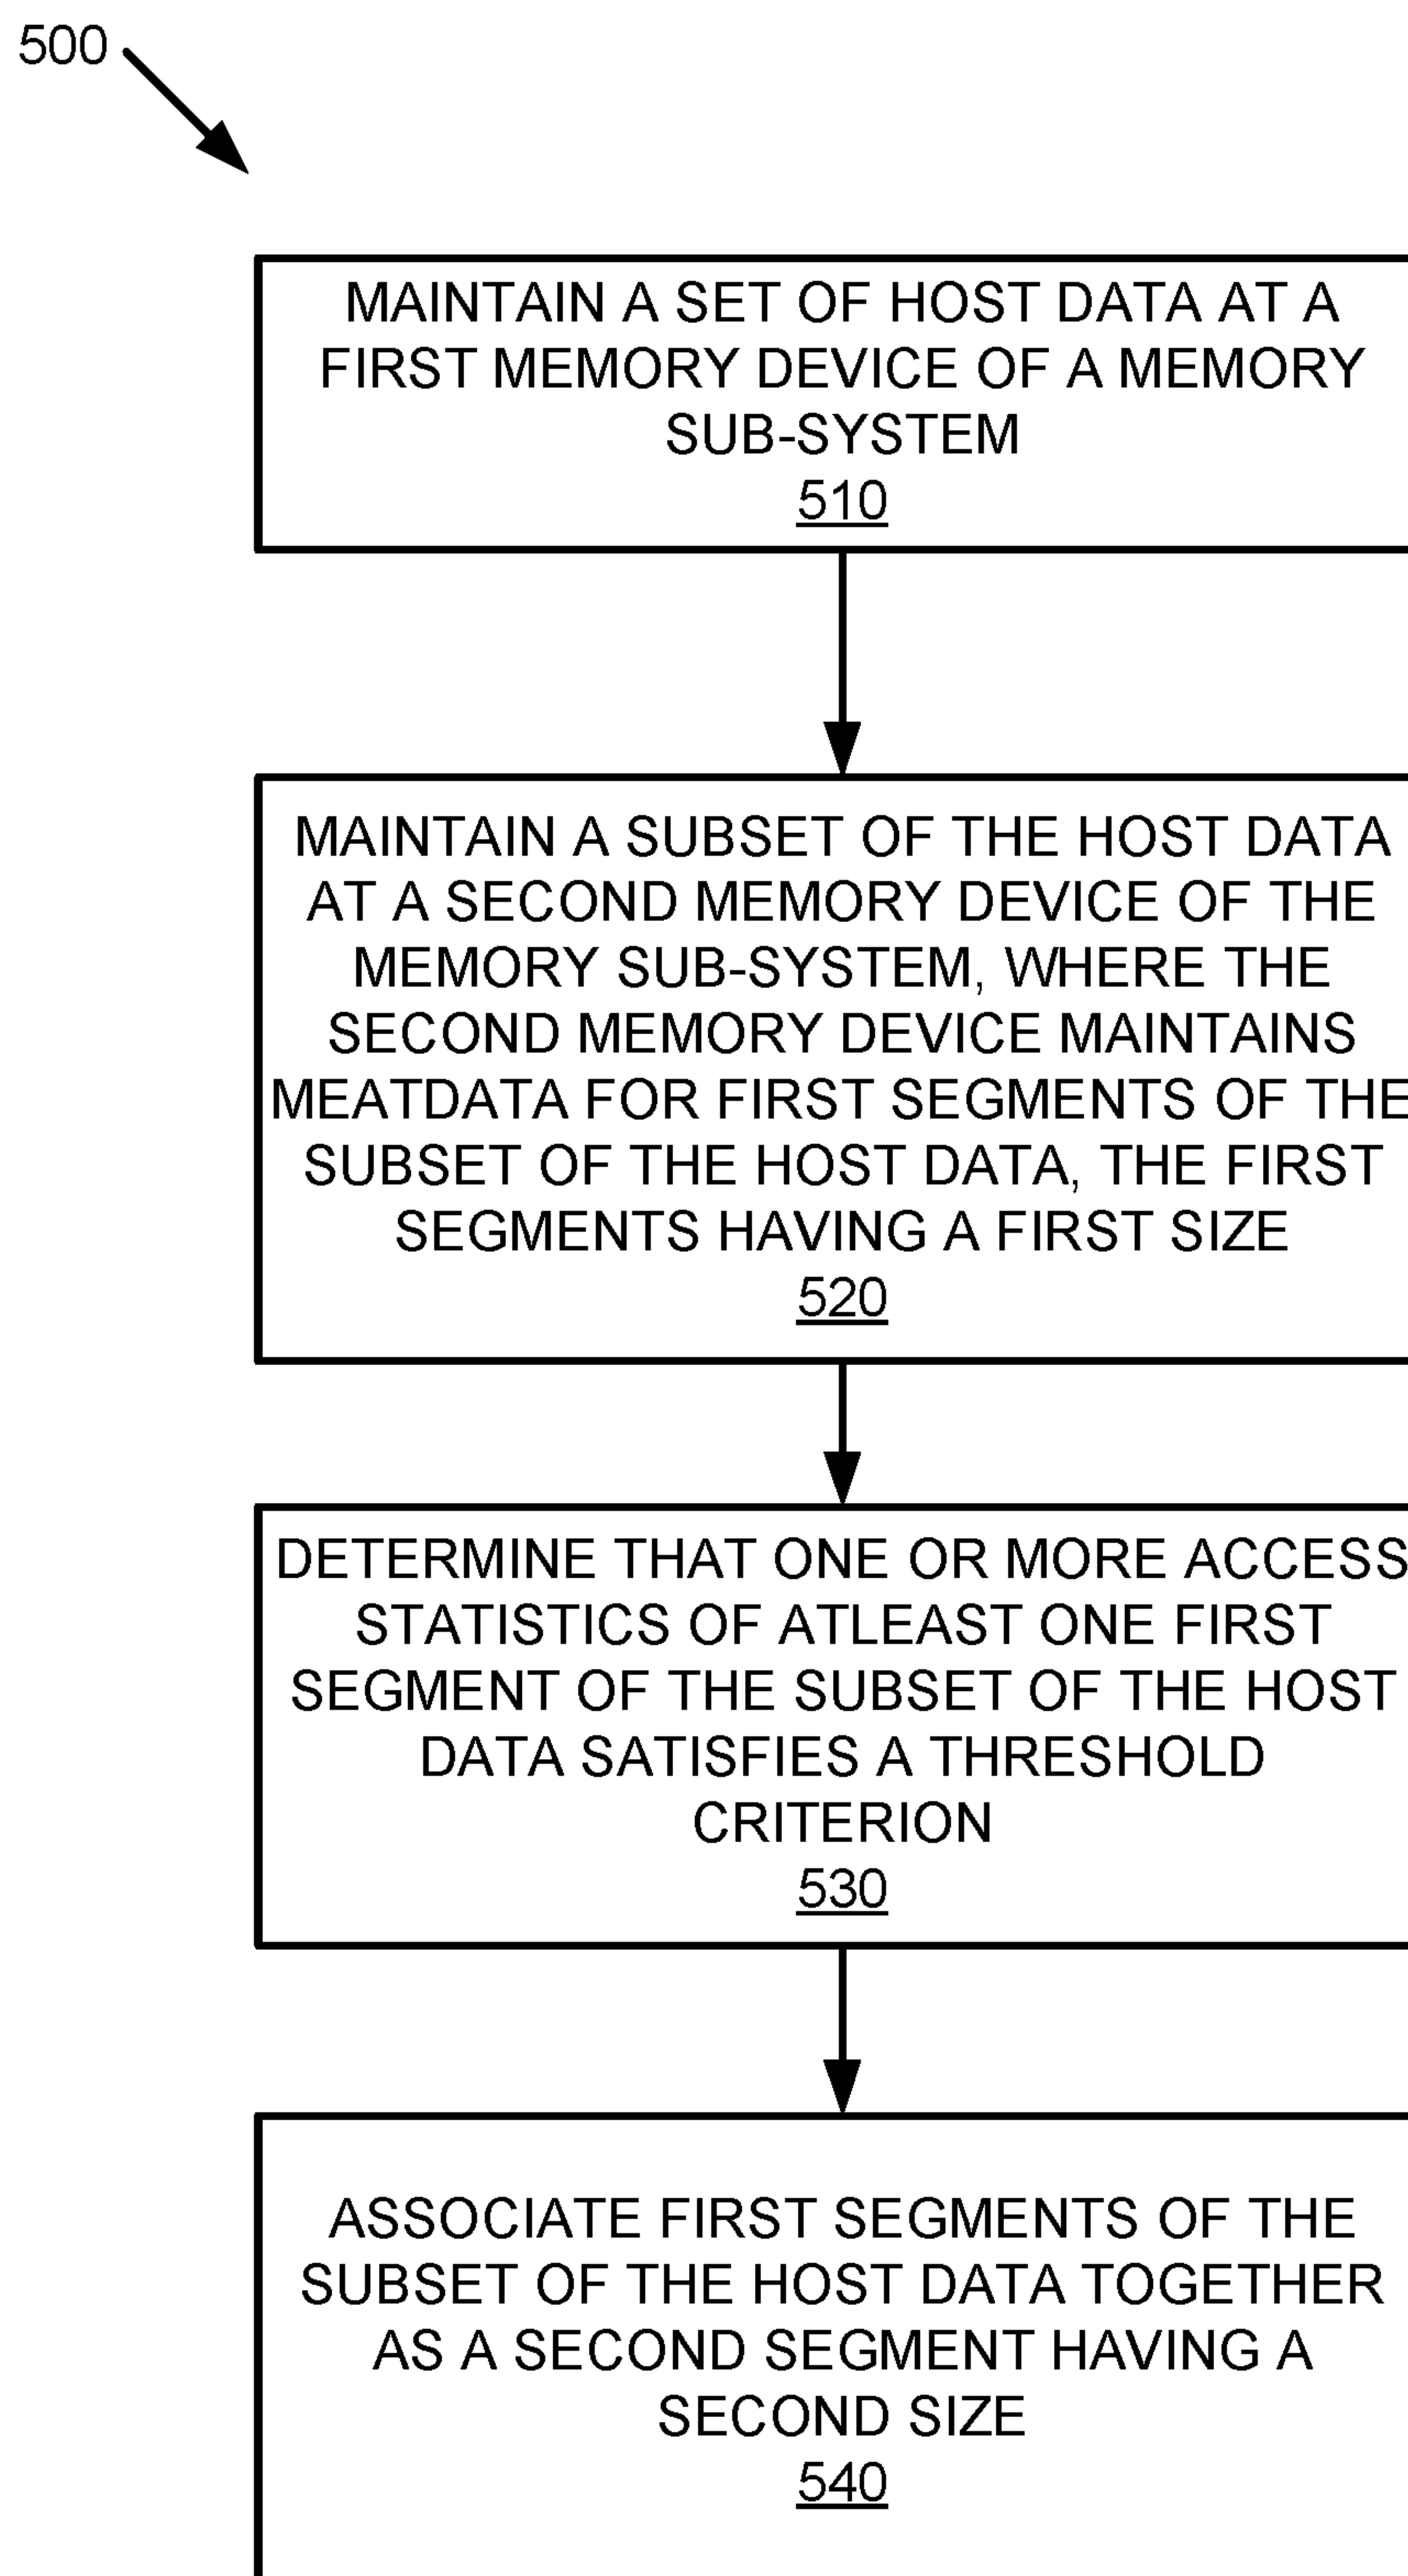 500
MAINTAIN A SET OF HOST DATA AT A
FIRST MEMORY DEVICE OF A MEMORY
SUB-SYSTEM
510
MAINTAIN A SUBSET OF THE HOST DATA
AT A SECOND MEMORY DEVICE OF THE
MEMORY SUB-SYSTEM, WHERE THE
SECOND MEMORY DEVICE MAINTAINS
MEATDATA FOR FIRST SEGMENTS OF THE
SUBSET OF THE HOST DATA, THE FIRST
SEGMENTS HAVING A FIRST SIZE
520
DETERMINE THAT ONE OR MORE ACCESS
STATISTICS OF ATLEAST ONE FIRST
SEGMENT OF THE SUBSET OF THE HOST
DATA SATISFIES A THRESHOLD
CRITERION
530
ASSOCIATE FIRST SEGMENTS OF THE
SUBSET OF THE HOST DATA TOGETHER
AS A SECOND SEGMENT HAVING A
SECOND SIZE
540